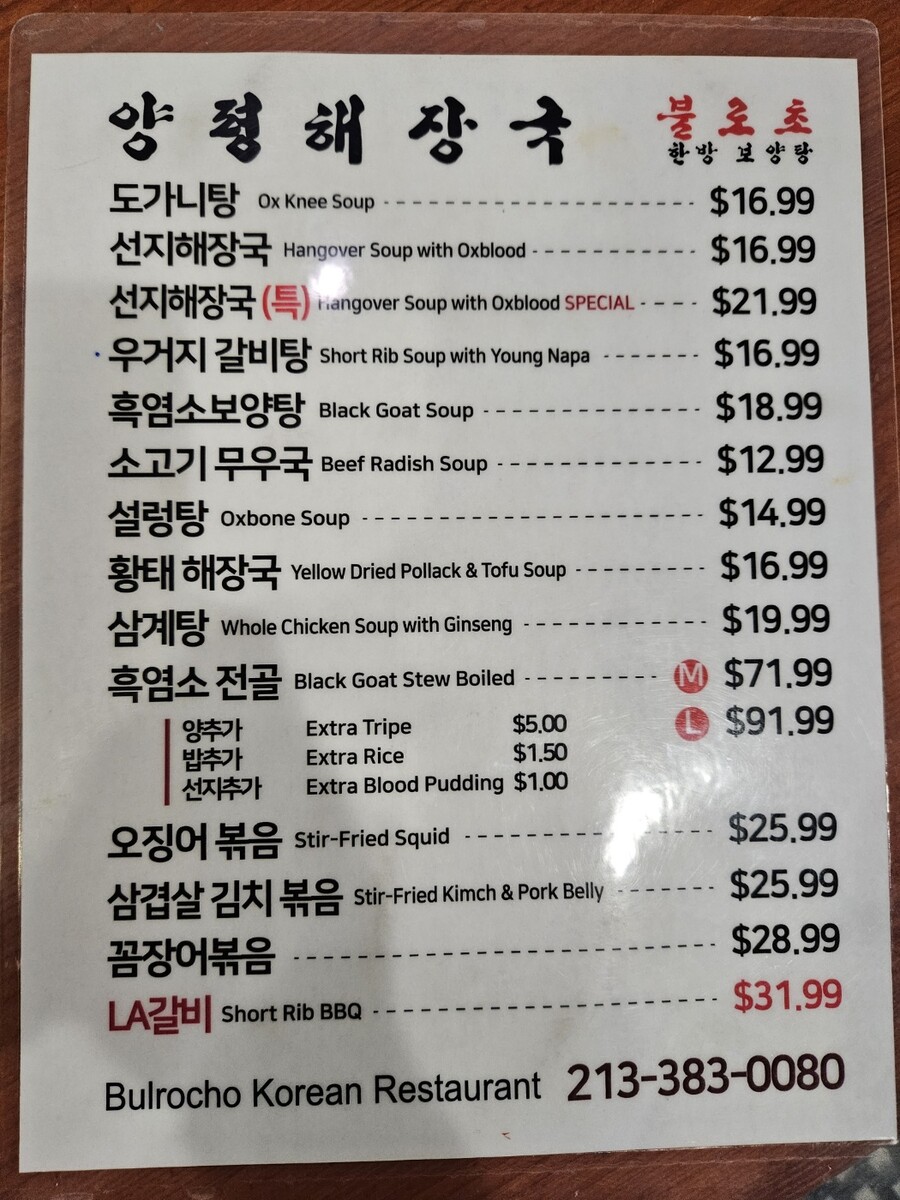 양평해장국 불로초
한방 보양탕
도가니탕 Ox Knee Soup $16.99
선지해장국 Hangover Soup with Oxblood $16.99
선지해장국 (특) Hangover Soup with Oxblood SPECIAL $21.99
우거지 갈비탕 Short Rib Soup with Young Napa $16.99
흑염소보양탕 Black Goat Soup $18.99
소고기 무우국 Beef Radish Soup $12.99
설렁탕 Oxbone Soup $14.99
황태 해장국 Yellow Dried Pollack & Tofu Soup $16.99
삼계탕 Whole Chicken Soup with Ginseng $19.99
흑염소 전골 Black Goat Stew Boiled M $71.99
L $91.99
양추가 Extra Tripe $5.00
밥추가 Extra Rice $1.50
선지추가 Extra Blood Pudding $1.00
오징어 볶음 Stir-Fried Squid $25.99
삼겹살 김치 볶음 Stir-Fried Kimch & Pork Belly $25.99
꼼장어볶음 $28.99
LA갈비 Short Rib BBQ $31.99
Bulrocho Korean Restaurant 213-383-0080